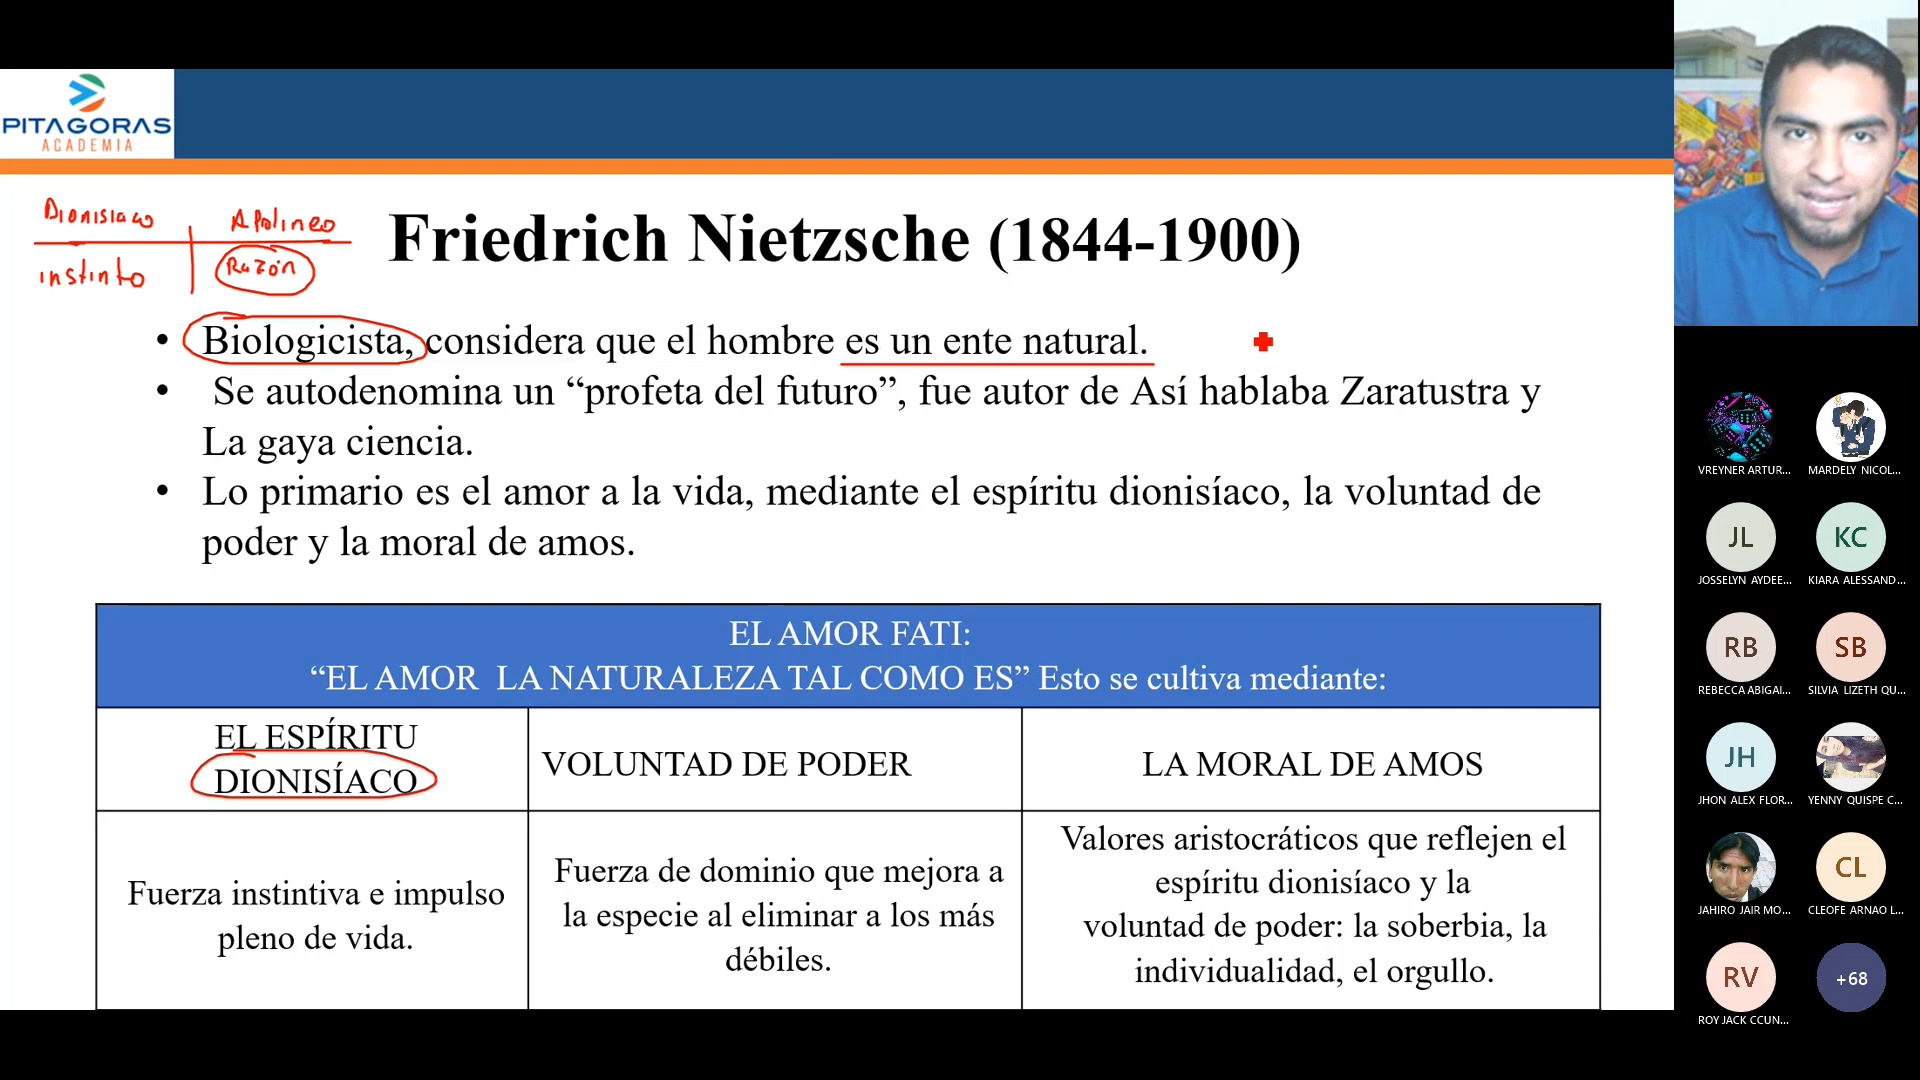 PITAGORAS
ACADEMIA
Dionisiaco
Apolineo
instinto
Razón
Friedrich Nietzsche (1844-1900)
• Biologicista, considera que el hombre es un ente natural.
• Se autodenomina un “profeta del futuro”, fue autor de Así hablaba Zaratustra y
La gaya ciencia.
• Lo primario es el amor a la vida, mediante el espíritu dionisíaco, la voluntad de
poder y la moral de amos.
EL AMOR FATI:
“EL AMOR LA NATURALEZA TAL COMO ES” Esto se cultiva mediante:
EL ESPÍRITU
DIONISÍACO
VOLUNTAD DE PODER
LA MORAL DE AMOS
Fuerza instintiva e impulso
pleno de vida.
Fuerza de dominio que mejora a
la especie al eliminar a los más
débiles.
Valores aristocráticos que reflejen el
espíritu dionisíaco y la
voluntad de poder: la soberbia, la
individualidad, el orgullo.
VREYNER ARTUR...
MARDELY NICOL...
JL
KC
JOSSELYN AYDEE...
KIARA ALESSAND...
RB
SB
REBECCA ABIGAI...
SILVIA LIZETH QU...
JH
JHON ALEX FLOR...
YENNY QUISPE C...
CL
JAHIRO JAIR MO...
CLEOFE ARNAO L...
RV
+68
ROY JACK CCUN...